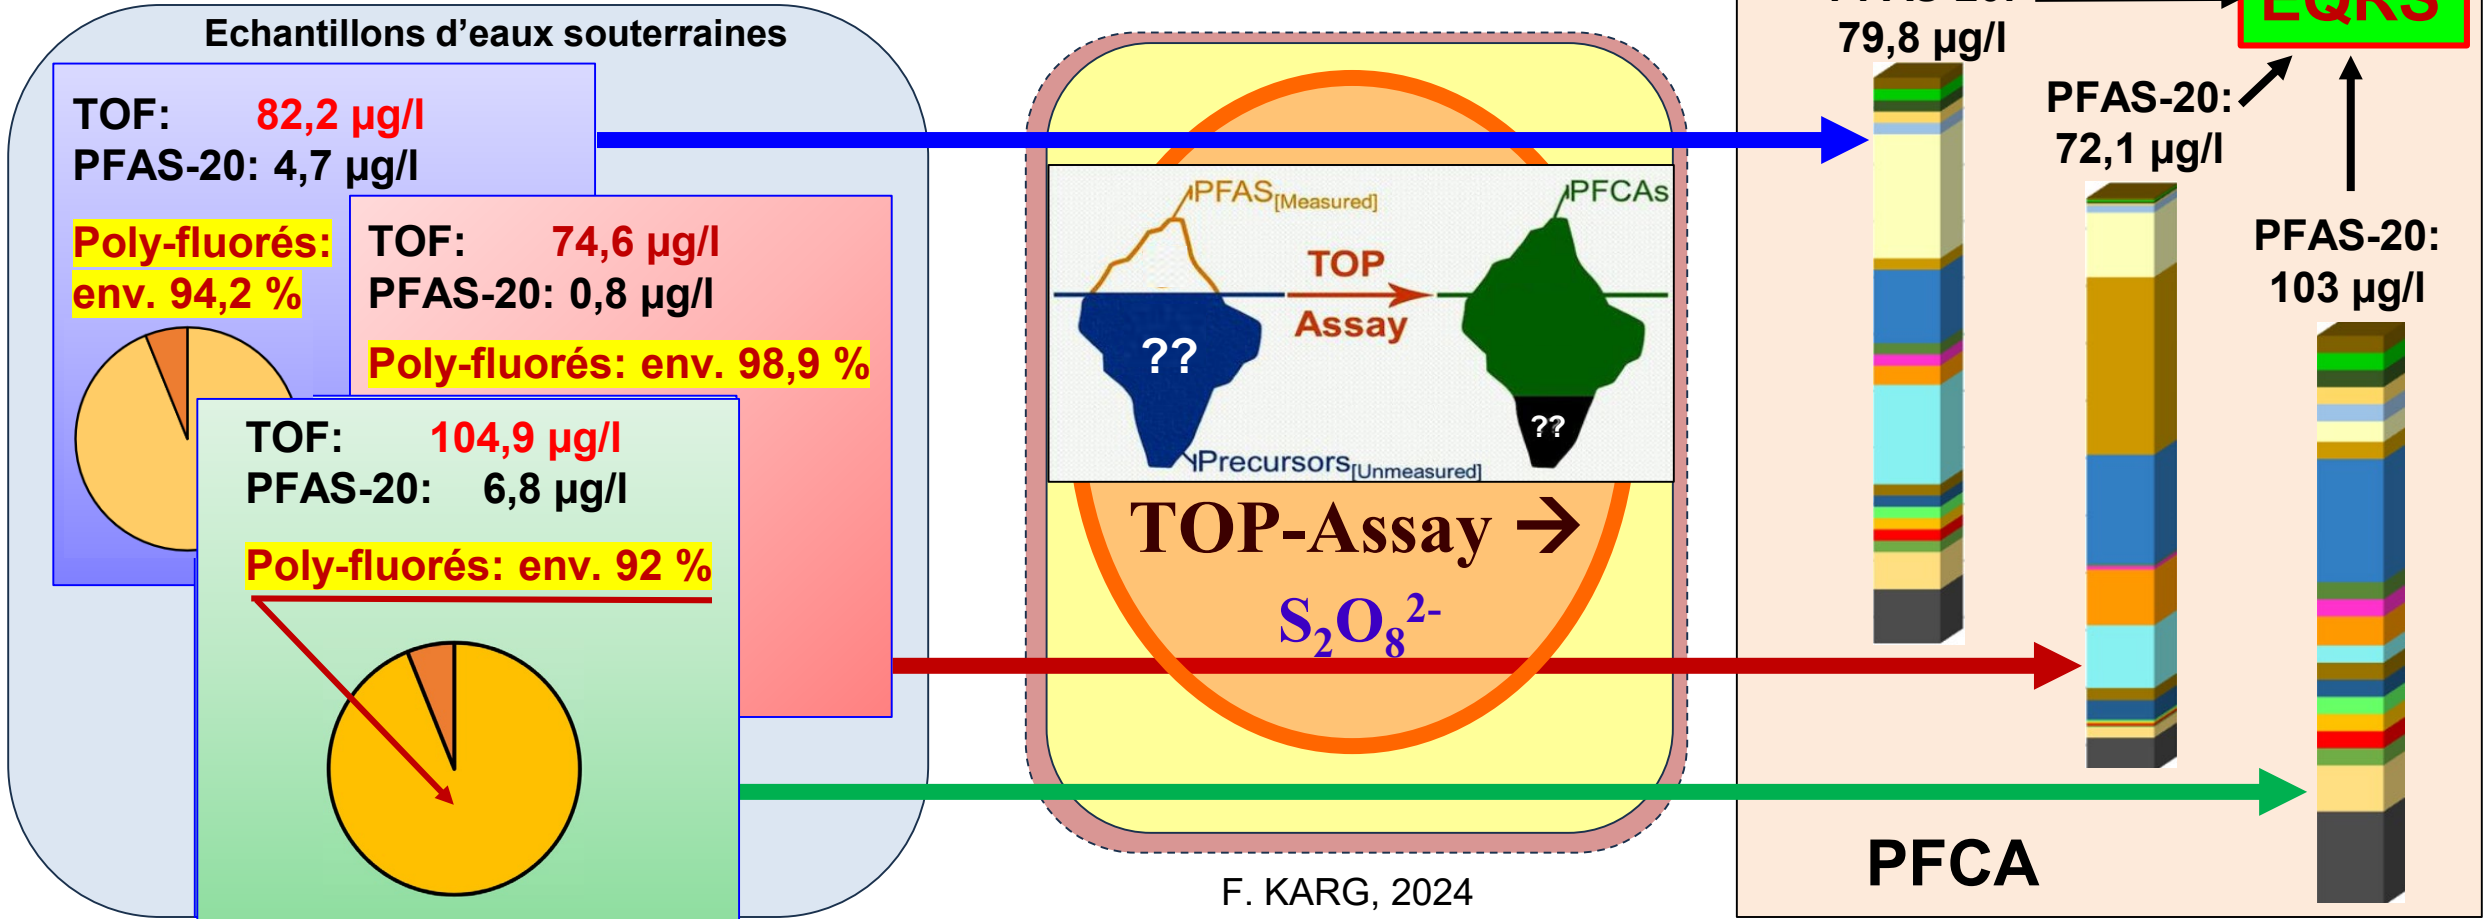 Echantillons d'eaux souterraines
TOF: 82,2 µg/l
PFAS-20: 4,7 µg/l
Poly-fluorés:
env. 94,2 %
TOF: 74,6 µg/l
PFAS-20: 0,8 µg/l
Poly-fluorés: env. 98,9 %
TOF: 104,9 µg/l
PFAS-20: 6,8 µg/l
Poly-fluorés: env. 92 %
PFAS[Measured]
PFCAs
TOP
Assay
??
??
Precursors[Unmeasured]
TOP-Assay →
S₂O₈²⁻
F. KARG, 2024
PFAS-20:
79,8 µg/l
EQRS
PFAS-20:
72,1 µg/l
PFAS-20:
103 µg/l
PFCA